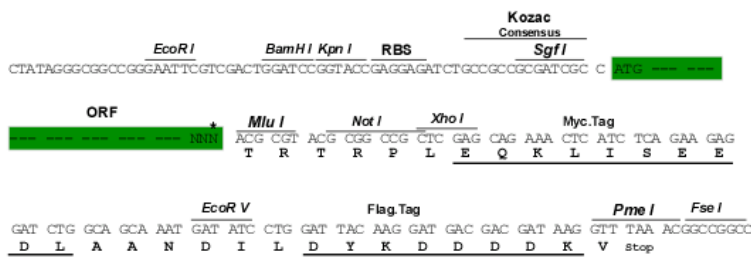 Kozac
Consensus
EcoR I BamH I Kpn I RBS Sgf I
CTATAGGGCGGCCGGGAATTCGTCGACTGGATCCGGTACCGAGGAGATCTGCCGCCGCGATCGC C ATG --- ---
ORF
* Mlu I Not I Xho I Myc.Tag
--- --- --- --- --- --- NNN ACG CGT ACG CGG CCG CTC GAG CAG AAA CTC ATC TCA GAA GAG
T R T R P L E Q K L I S E E
EcoR V Flag.Tag Pme I Fse I
GAT CTG GCA GCA AAT GAT ATC CTG GAT TAC AAG GAT GAC GAC GAT AAG GTT TAA ACGGCCGGCC
D L A A N D I L D Y K D D D D K V Stop